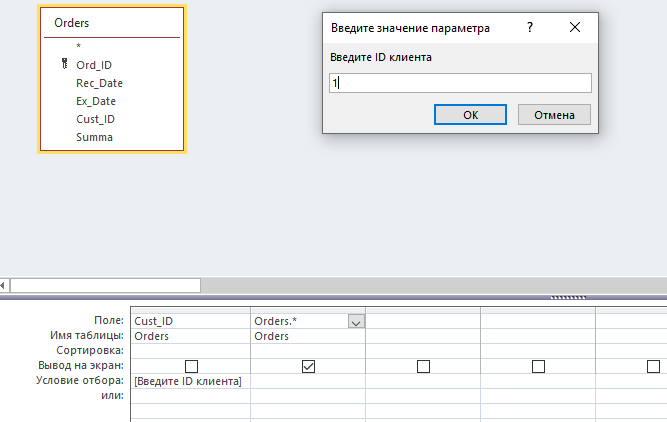 Orders
*
Ord_ID
Rec_Date
Ex_Date
Cust_ID
Summa
Введите значение параметра
?
Введите ID клиента
1
ОК
Отмена
Поле: Cust_ID Orders.*
Имя таблицы: Orders Orders
Сортировка:
Вывод на экран:
Условие отбора: [Введите ID клиента]
или: